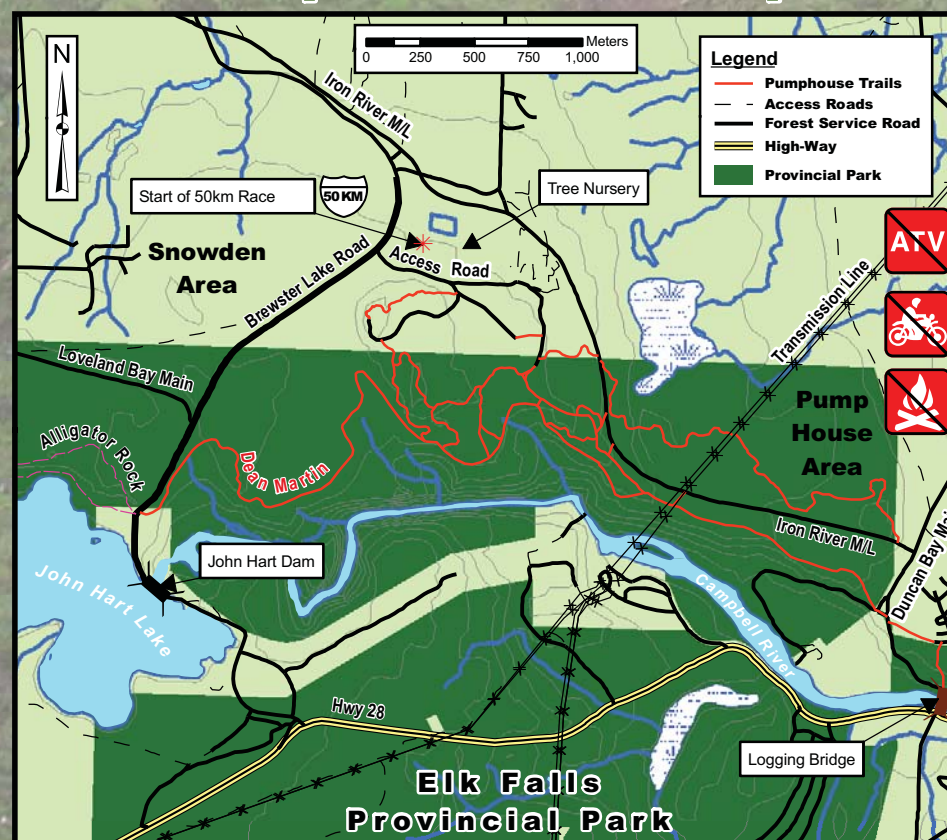 N
Meters
0 250 500 750 1,000
Legend
Pumphouse Trails
Access Roads
Forest Service Road
High-Way
Provincial Park
Iron River M/L
Start of 50km Race
50 KM
Tree Nursery
ATV
Snowden
Area
Access Road
Brewster Lake Road
Transmission Line
Loveland Bay Main
Pump
House
Area
Alligator Rock
Dean Martin
Iron River M/L
John Hart Dam
John Hart Lake
Campbell River
Duncan Bay Mai
Hwy 28
Logging Bridge
Elk Falls
Provincial Park